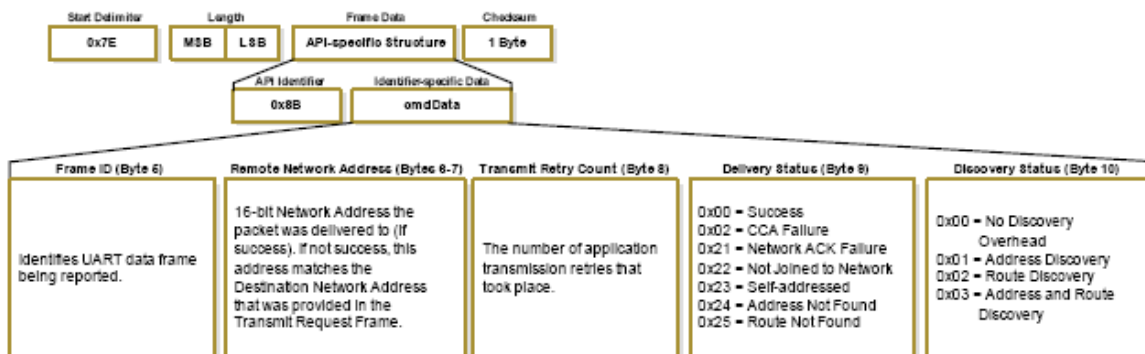 Start Delimiter
Length
Frame Data
Checksum
0x7E
MSB
LSB
API-specific Structure
1 Byte
API Identifier
Identifier-specific Data
0x8B
cmdData
Frame ID (Byte 5)
Remote Network Address (Bytes 6-7)
Transmit Retry Count (Byte 8)
Delivery Status (Byte 9)
Discovery Status (Byte 10)
Identifies UART data frame
being reported.
16-bit Network Address the
packet was delivered to (if
success). If not success, this
address matches the
Destination Network Address
that was provided in the
Transmit Request Frame.
The number of application
transmission retries that
took place.
0x00 = Success
0x02 = CCA Failure
0x21 = Network ACK Failure
0x22 = Not Joined to Network
0x23 = Self-addressed
0x24 = Address Not Found
0x25 = Route Not Found
0x00 = No Discovery
Overhead
0x01 = Address Discovery
0x02 = Route Discovery
0x03 = Address and Route
Discovery